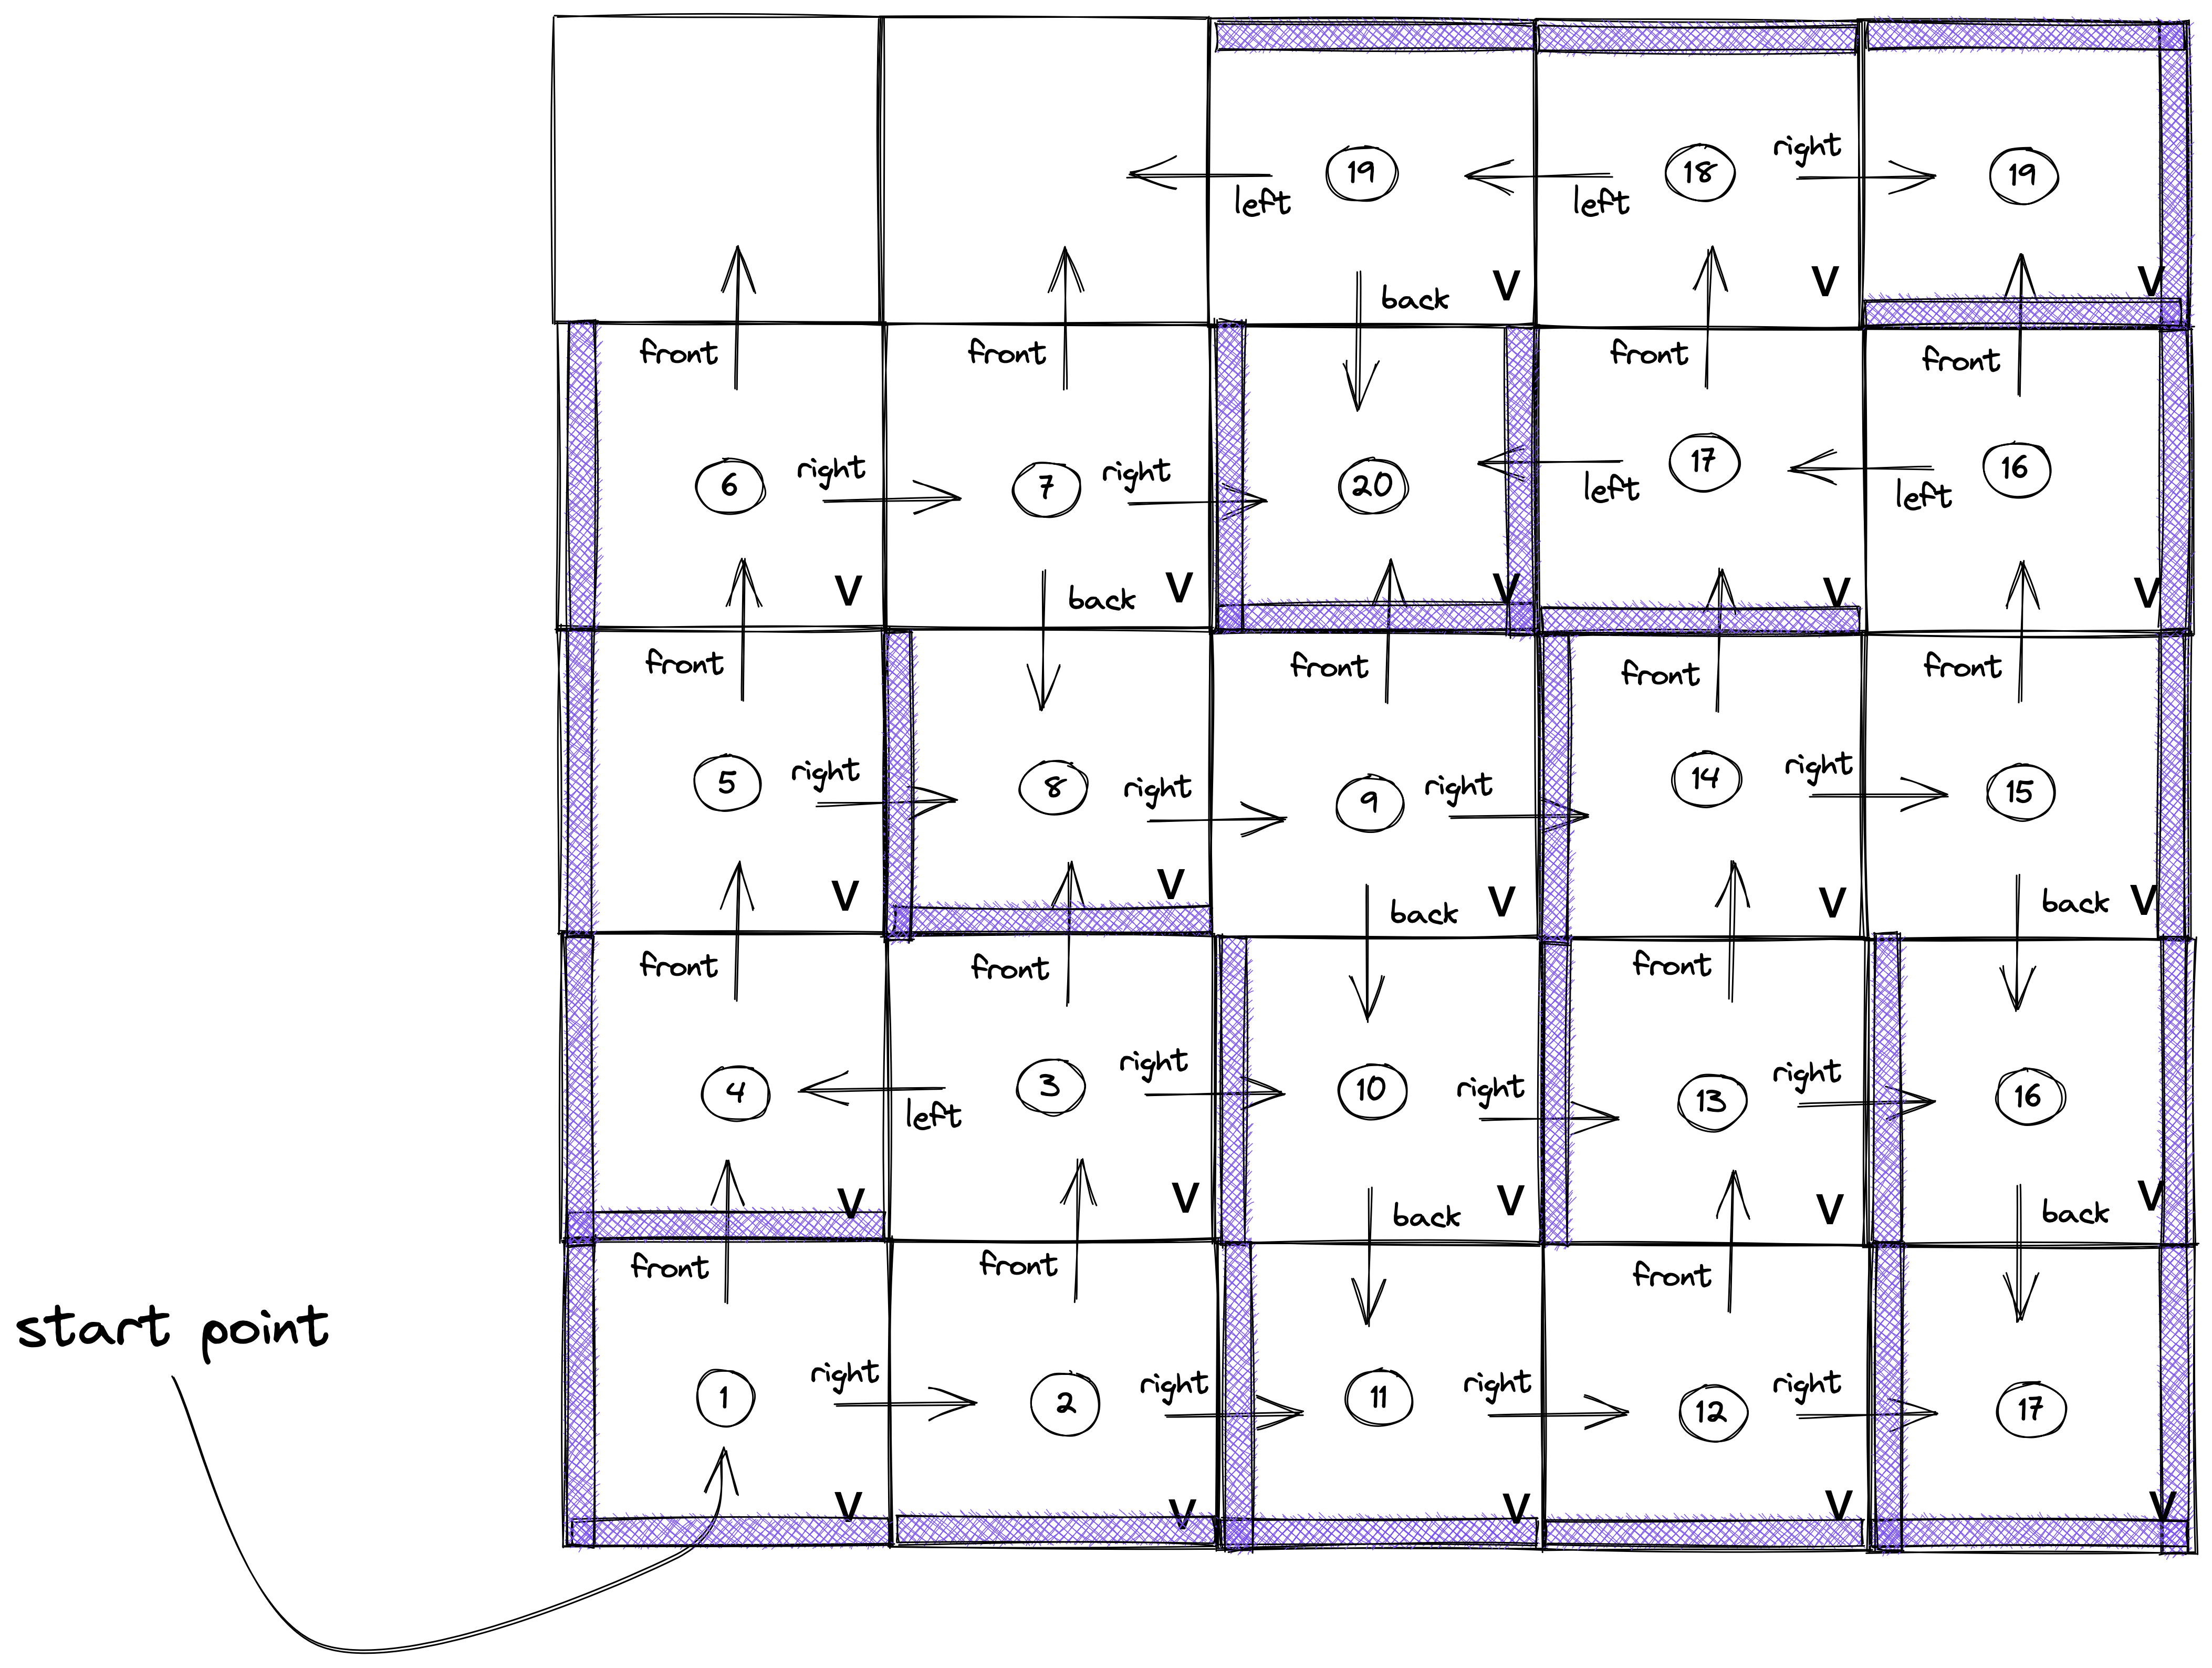 19
18
right
19
left
left
back
V
V
V
front
front
front
front
6
right
7
right
20
17
16
left
left
V
back
V
V
V
V
front
front
front
front
5
right
8
right
9
right
14
right
15
V
V
back
V
V
back
V
front
front
front
4
left
3
right
10
right
13
right
16
V
V
back
V
V
back
V
front
front
front
start point
1
right
2
right
11
right
12
right
17
V
V
V
V
V